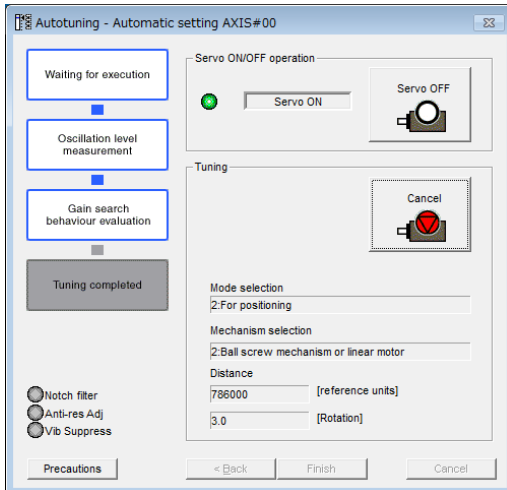 Autotuning - Automatic setting AXIS#00
Waiting for execution
Oscillation level
measurement
Gain search
behaviour evaluation
Tuning completed
Notch filter
Anti-res Adj
Vib Suppress
Precautions
Servo ON/OFF operation
Servo ON
Servo OFF
Tuning
Cancel
Mode selection
2:For positioning
Mechanism selection
2:Ball screw mechanism or linear motor
Distance
786000 [reference units]
3.0 [Rotation]
< Back Finish Cancel